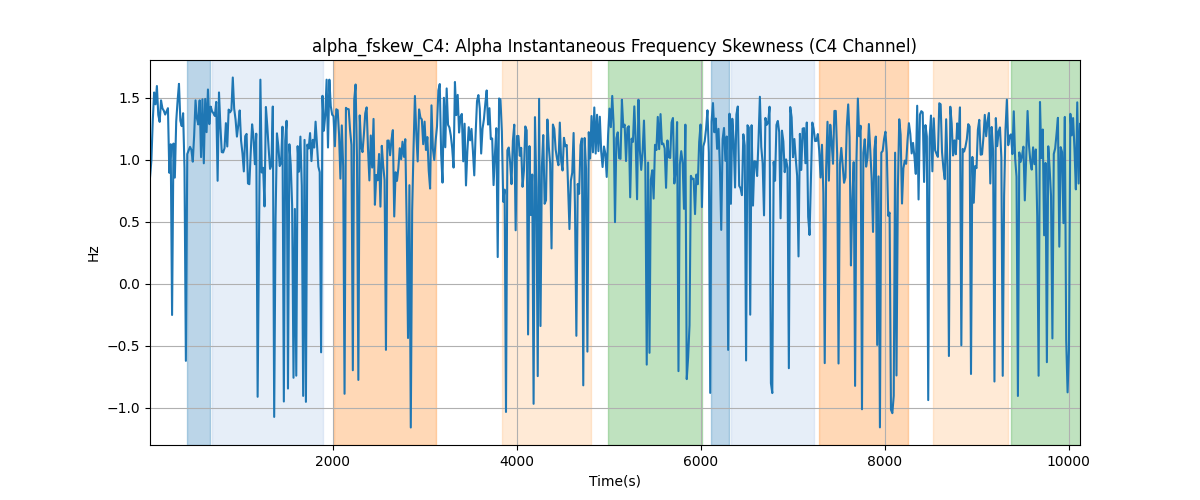 alpha_fskew_C4: Alpha Instantaneous Frequency Skewness (C4 Channel)
1.5
1.0
0.5
0.0
−0.5
−1.0
Hz
2000 4000 6000 8000 10000
Time(s)